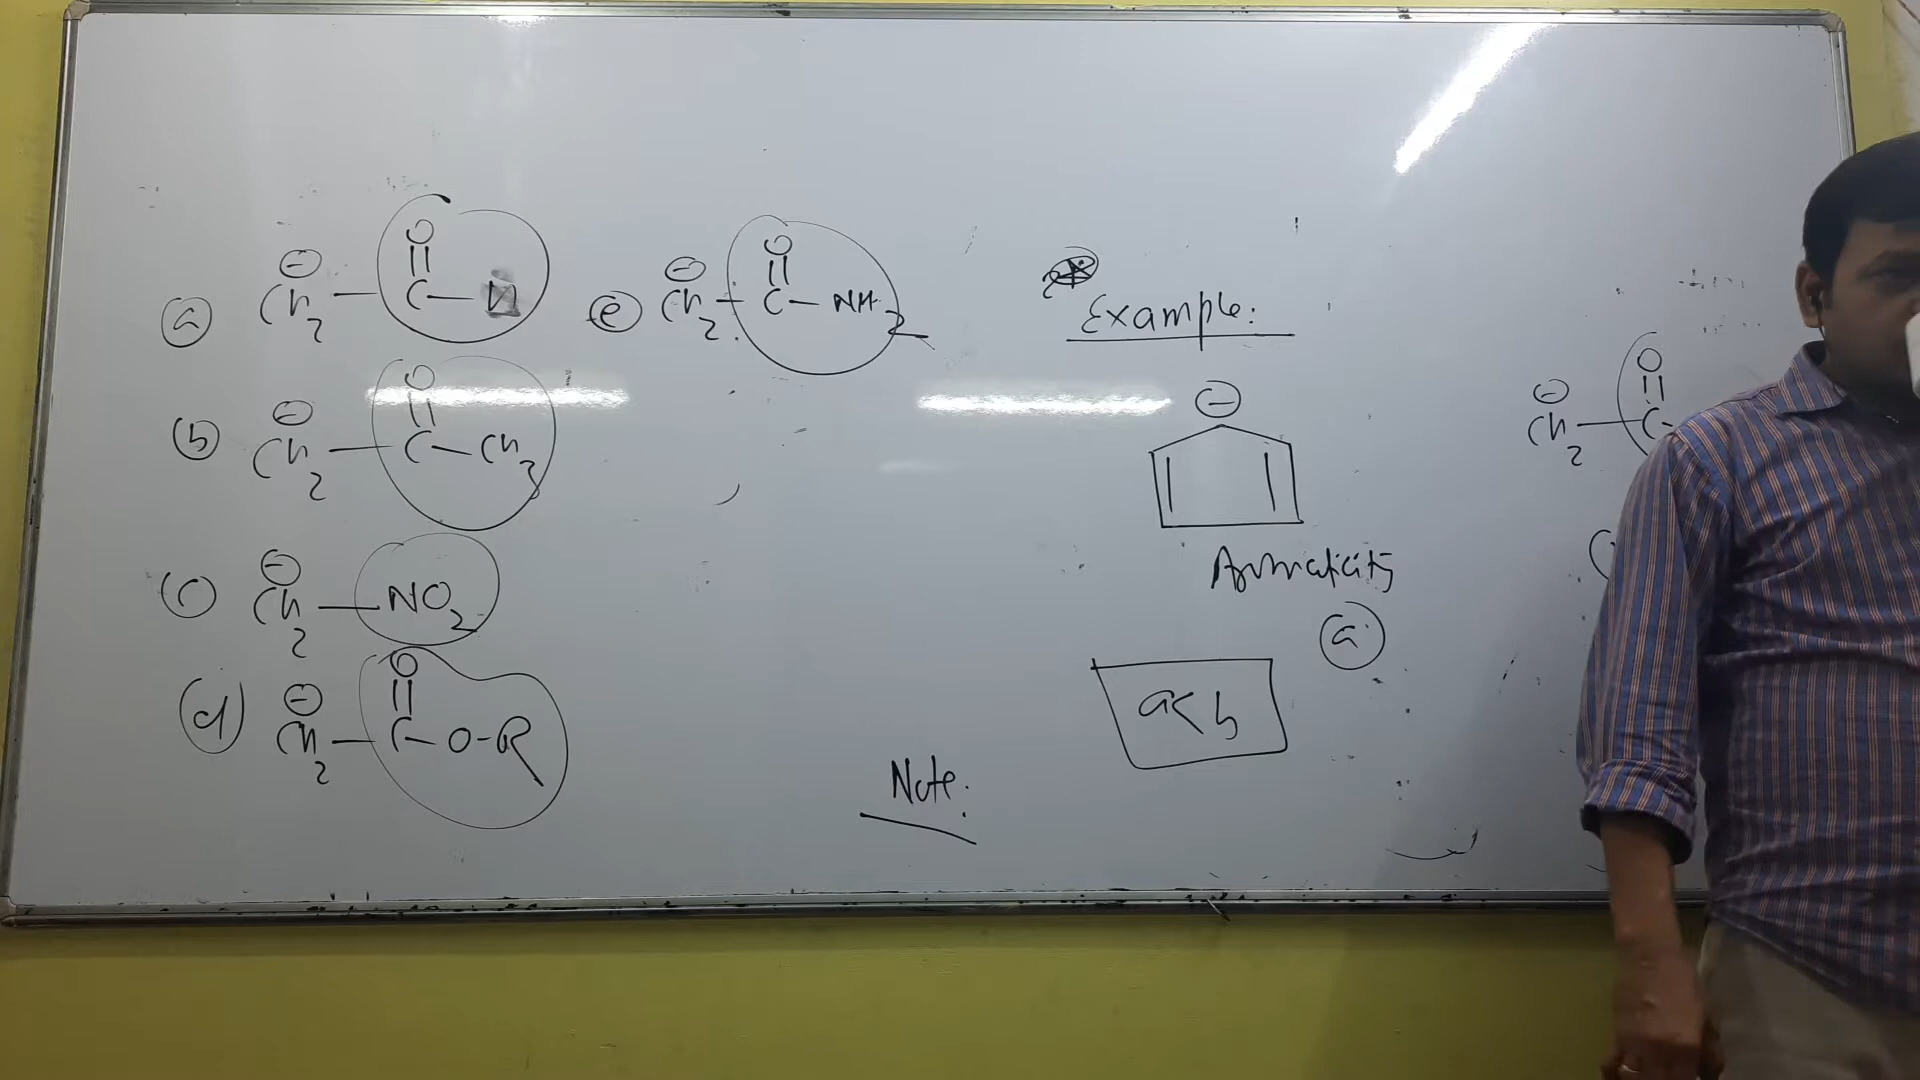 (a) CH₂⊖ — C(=O) — H
(b) CH₂⊖ — C(=O) — CH₃
(c) CH₂⊖ — NO₂
(d) CH₂⊖ — C(=O) — O-R
(e) CH₂⊖ — C(=O) — NH₂
Example:
⊖
Aromaticity
(a)
a < b
Note:
CH₂⊖ — C(=O) –